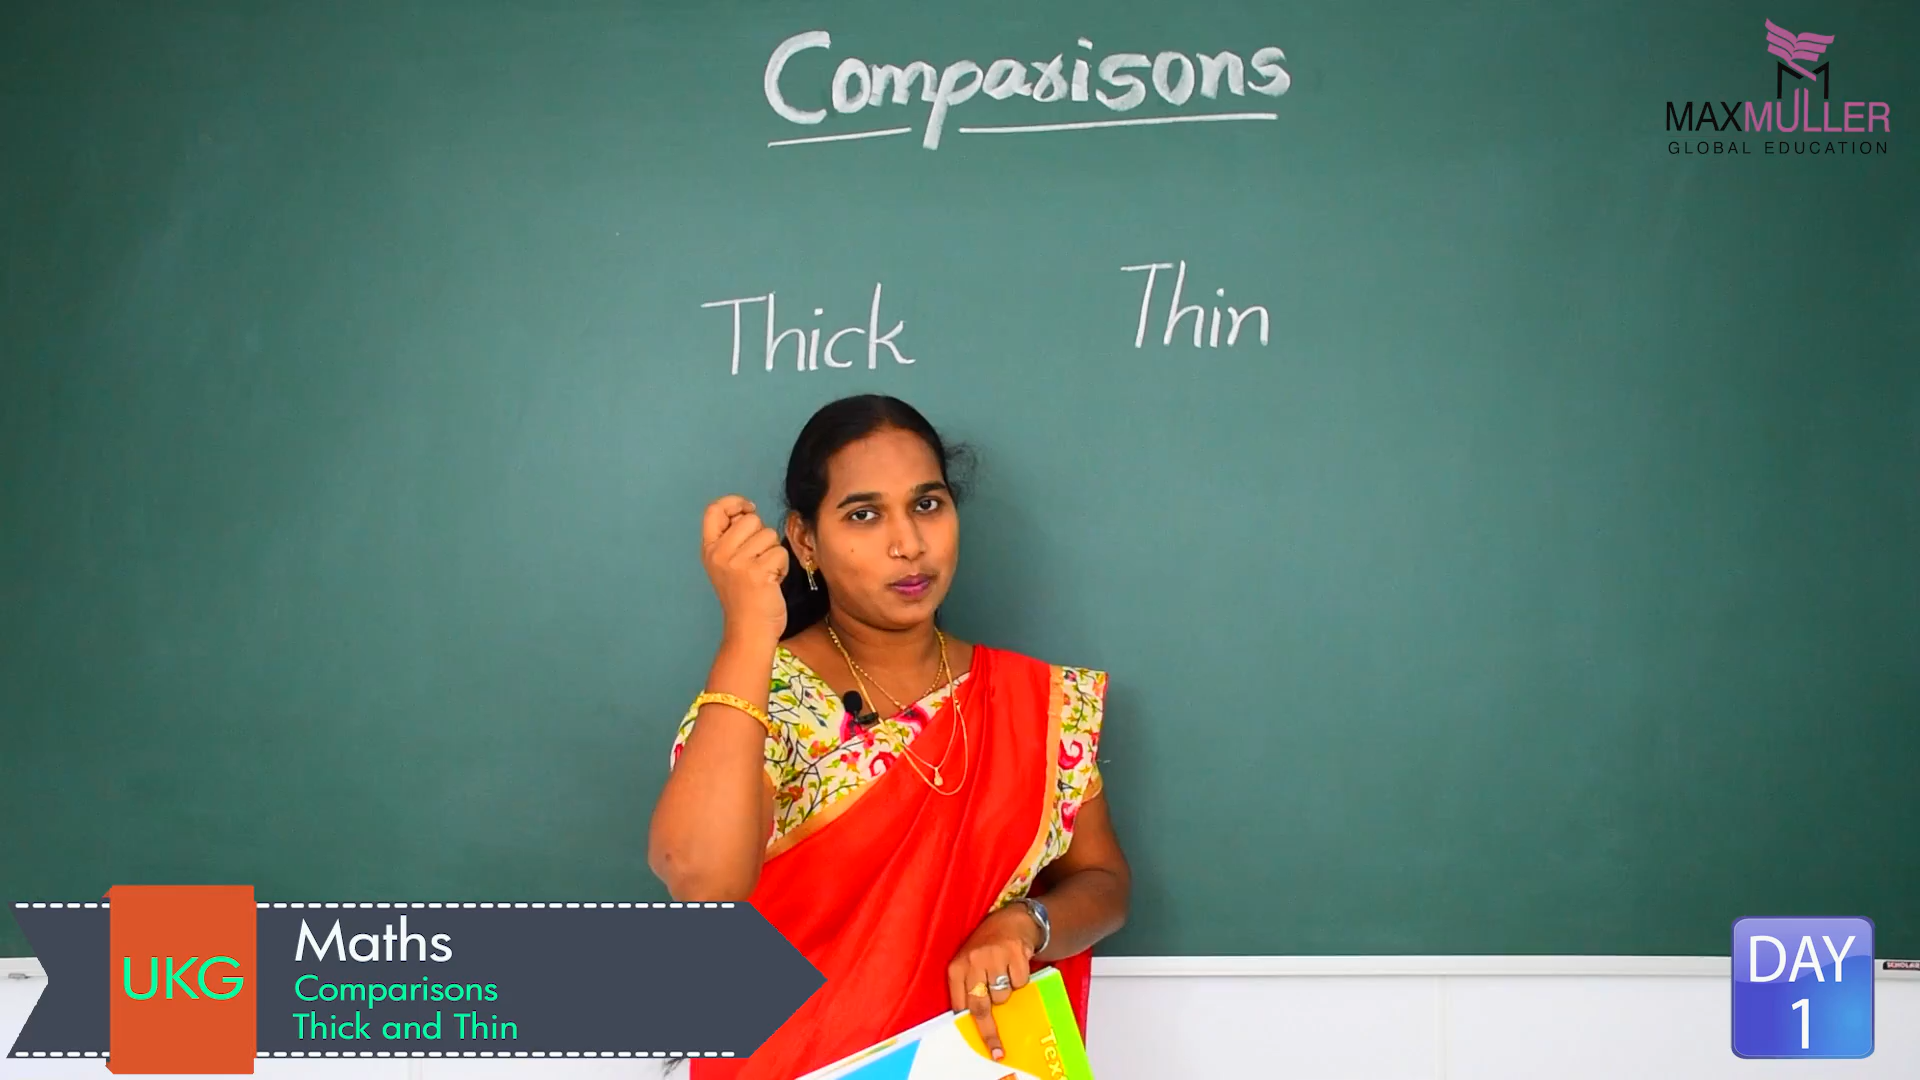 Comparisons
MAXMULLER
GLOBAL EDUCATION
Thick
Thin
UKG
Maths
Comparisons
Thick and Thin
DAY
1